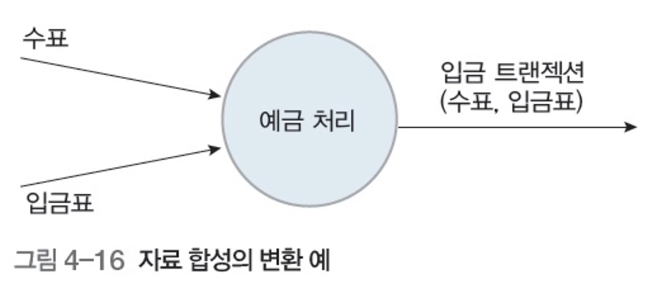 수표
입금 트랜젝션
(수표, 입금표)
예금 처리
입금표
그림 4-16 자료 합성의 변환 예